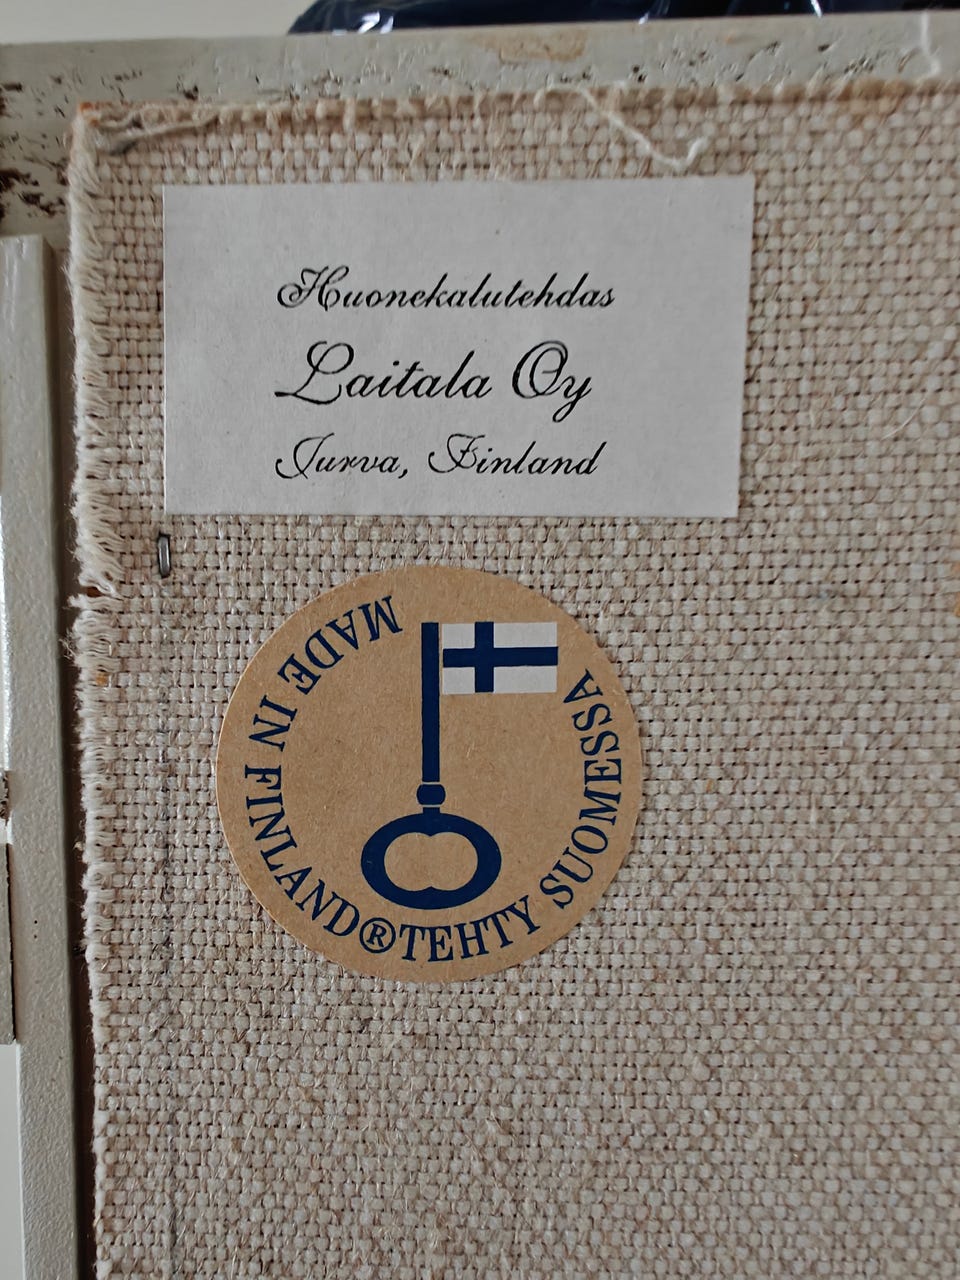 Huonekalutehdas
Laitala Oy
Jurva, Finland
MADE IN FINLAND ® TEHTY SUOMESSA